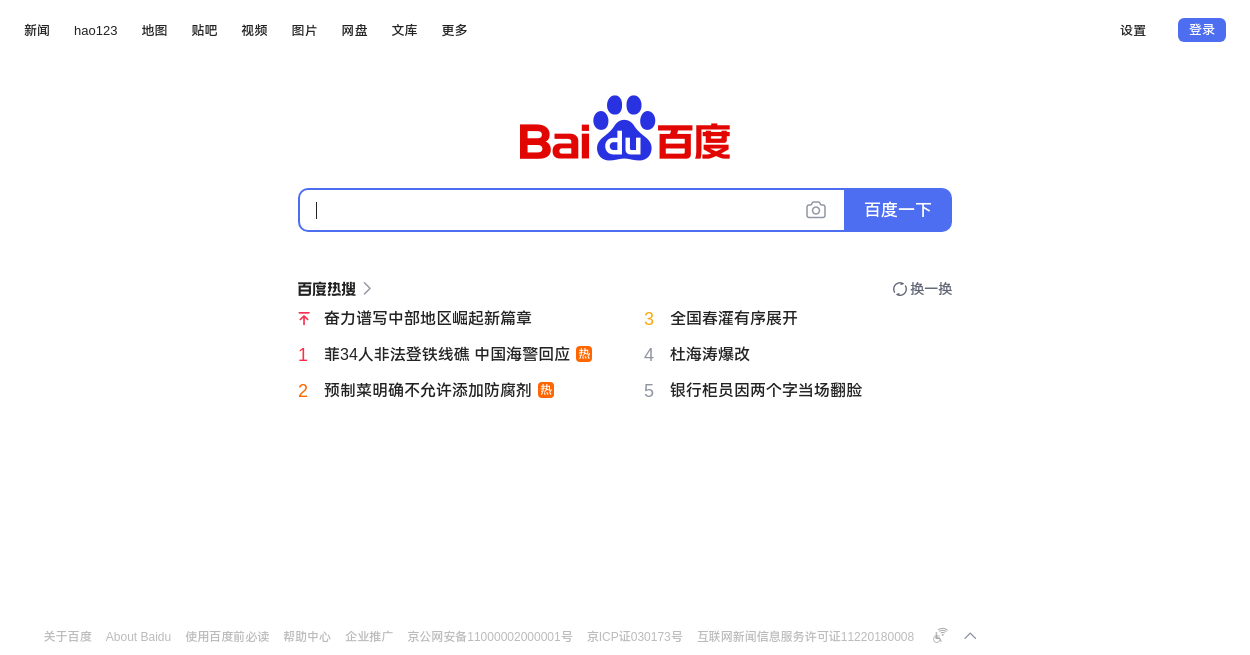 新闻 hao123 地图 贴吧 视频 图片 网盘 文库 更多 设置 登录
Bai du 百度
百度一下
百度热搜 换一换
奋力谱写中部地区崛起新篇章
1 菲34人非法登铁线礁 中国海警回应 热
2 预制菜明确不允许添加防腐剂 热
3 全国春灌有序展开
4 杜海涛爆改
5 银行柜员因两个字当场翻脸
关于百度 About Baidu 使用百度前必读 帮助中心 企业推广 京公网安备11000002000001号 京ICP证030173号 互联网新闻信息服务许可证11220180008